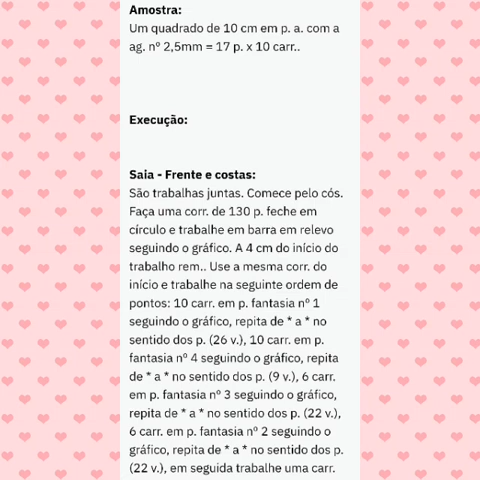 Amostra:
Um quadrado de 10 cm em p. a. com a
ag. nº 2,5mm = 17 p. x 10 carr..
Execução:
Saia - Frente e costas:
São trabalhas juntas. Comece pelo cós.
Faça uma corr. de 130 p. feche em
círculo e trabalhe em barra em relevo
seguindo o gráfico. A 4 cm do início do
trabalho rem.. Use a mesma corr. do
início e trabalhe na seguinte ordem de
pontos: 10 carr. em p. fantasia nº 1
seguindo o gráfico, repita de * a * no
sentido dos p. (26 v.), 10 carr. em p.
fantasia nº 4 seguindo o gráfico, repita
de * a * no sentido dos p. (9 v.), 6 carr.
em p. fantasia nº 3 seguindo o gráfico,
repita de * a * no sentido dos p. (22 v.),
6 carr. em p. fantasia nº 2 seguindo o
gráfico, repita de * a * no sentido dos p.
(22 v.), em seguida trabalhe uma carr.